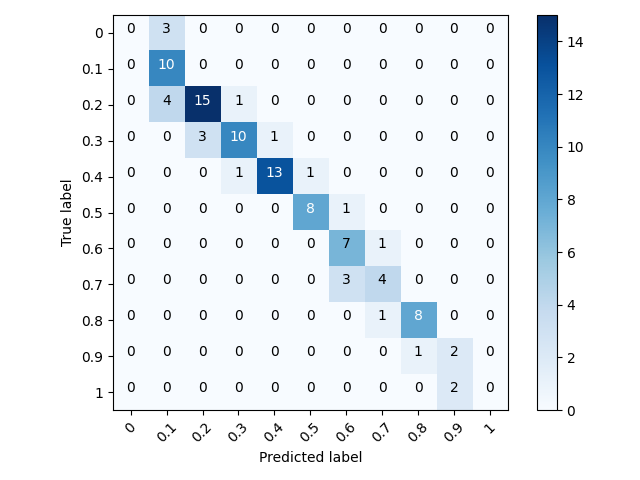 0 0 3 0 0 0 0 0 0 0 0 0
0.1 0 10 0 0 0 0 0 0 0 0 0
0.2 0 4 15 1 0 0 0 0 0 0 0
0.3 0 0 3 10 1 0 0 0 0 0 0
0.4 0 0 0 1 13 1 0 0 0 0 0
0.5 0 0 0 0 0 8 1 0 0 0 0
0.6 0 0 0 0 0 0 7 1 0 0 0
0.7 0 0 0 0 0 0 3 4 0 0 0
0.8 0 0 0 0 0 0 0 1 8 0 0
0.9 0 0 0 0 0 0 0 0 1 2 0
1 0 0 0 0 0 0 0 0 0 2 0
0 0.1 0.2 0.3 0.4 0.5 0.6 0.7 0.8 0.9 1
Predicted label
True label
14
12
10
8
6
4
2
0